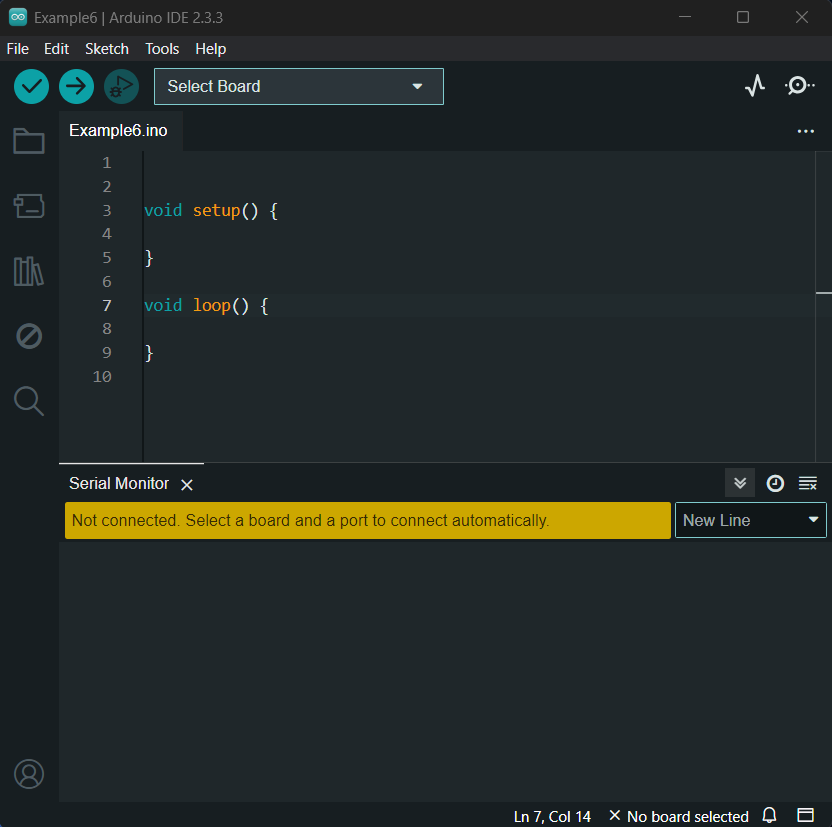 Example6 | Arduino IDE 2.3.3
File Edit Sketch Tools Help
Select Board
Example6.ino
1
2
3 void setup() {
4
5 }
6
7 void loop() {
8
9 }
10
Serial Monitor
Not connected. Select a board and a port to connect automatically.
New Line
Ln 7, Col 14 No board selected